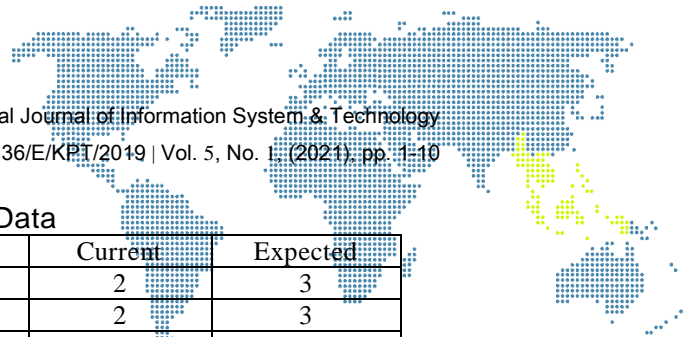 al Journal of Information System & Technology
36/E/KPT/2019 | Vol. 5, No. 1, (2021), pp. 1-10
Data
Current Expected
2 3
2 3